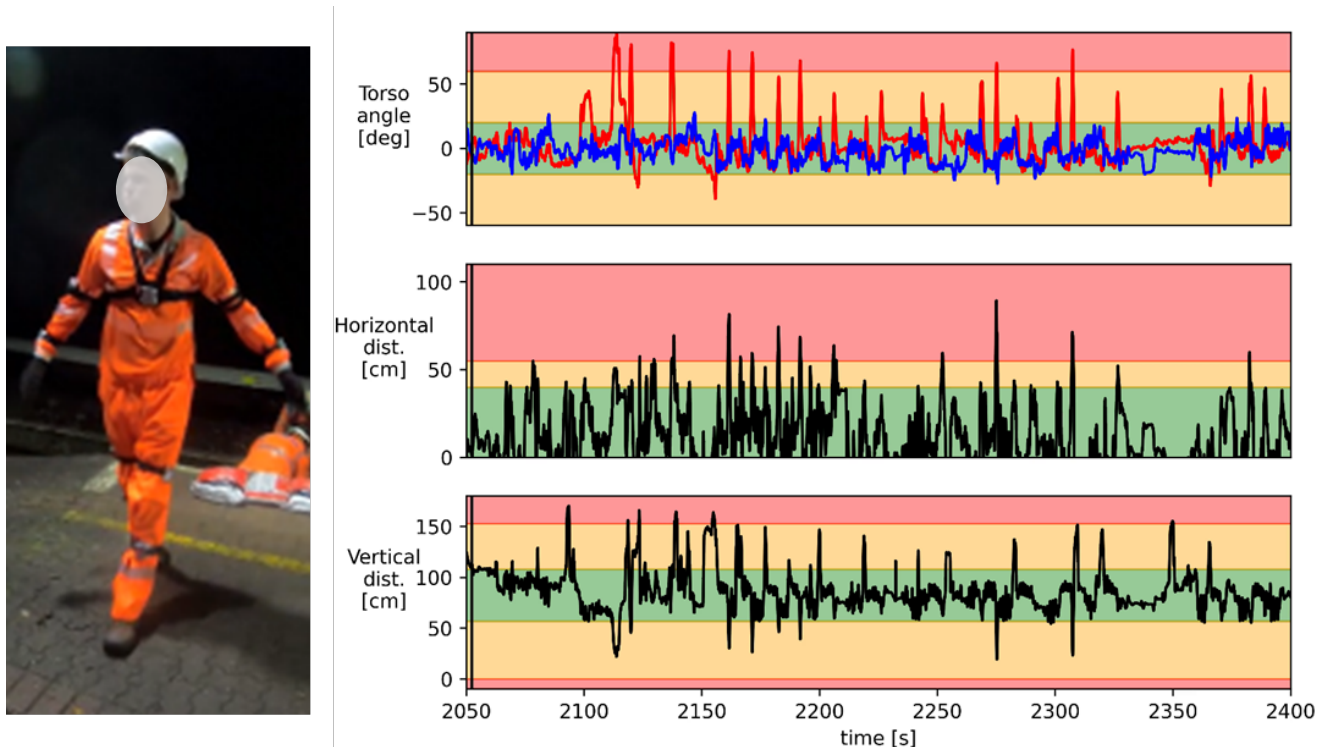 Torso
angle
[deg]
50
0
−50
Horizontal
dist.
[cm]
100
50
0
Vertical
dist.
[cm]
150
100
50
0
2050 2100 2150 2200 2250 2300 2350 2400
time [s]